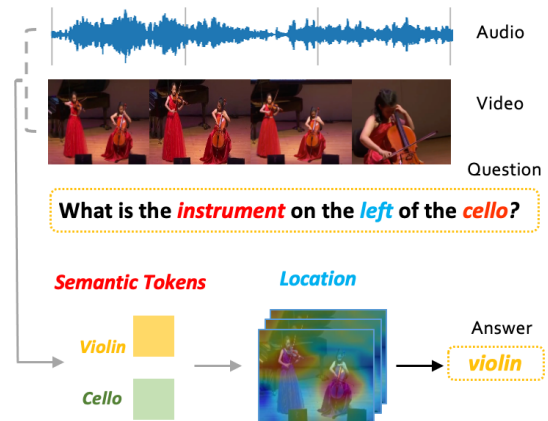 Audio
Video
Question
What is the instrument on the left of the cello?
Semantic Tokens
Location
Violin
Cello
Answer
violin